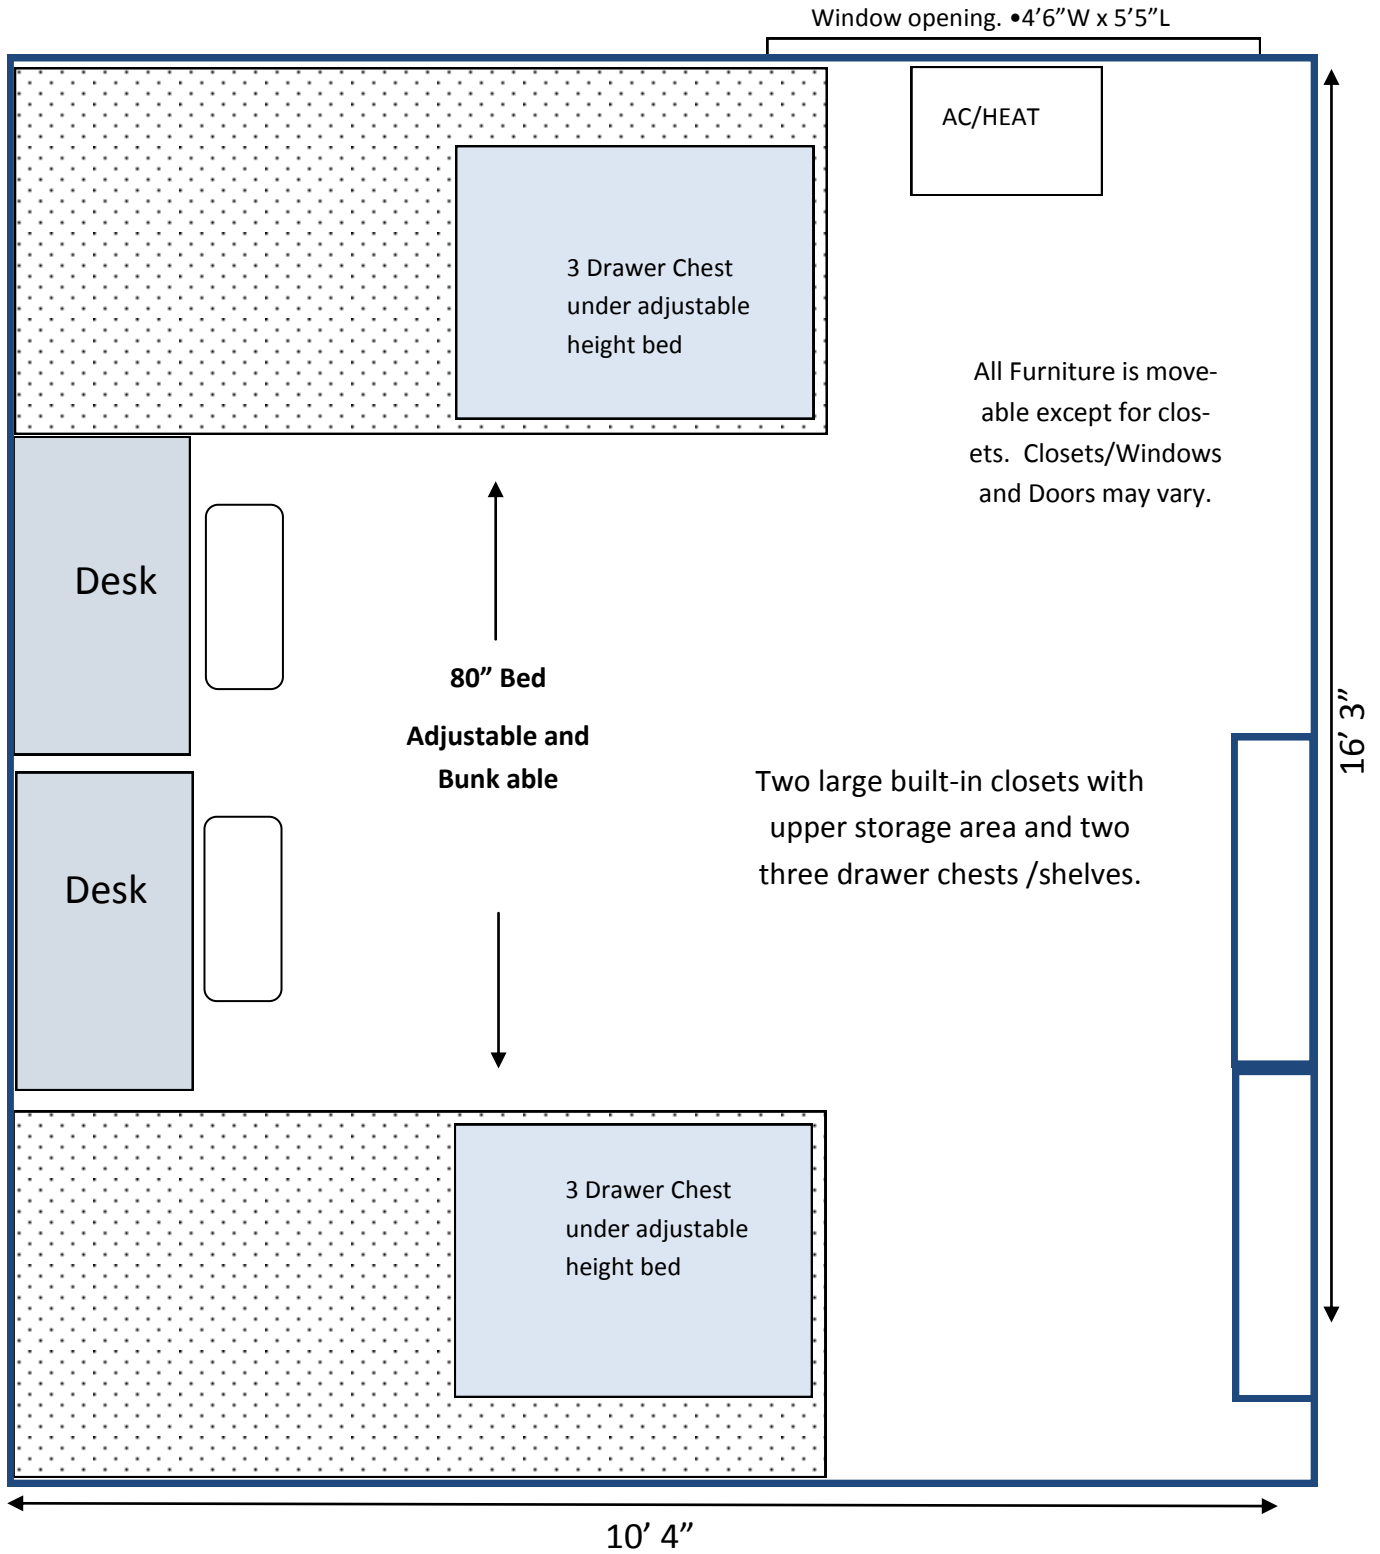 Window opening. •4’6”W x 5’5”L
AC/HEAT
3 Drawer Chest
under adjustable
height bed
All Furniture is move-
able except for clos-
ets.  Closets/Windows
and Doors may vary.
Desk
80” Bed
Adjustable and
Bunk able
16’ 3”
Two large built-in closets with
upper storage area and two
three drawer chests /shelves.
Desk
3 Drawer Chest
under adjustable
height bed
10’ 4”